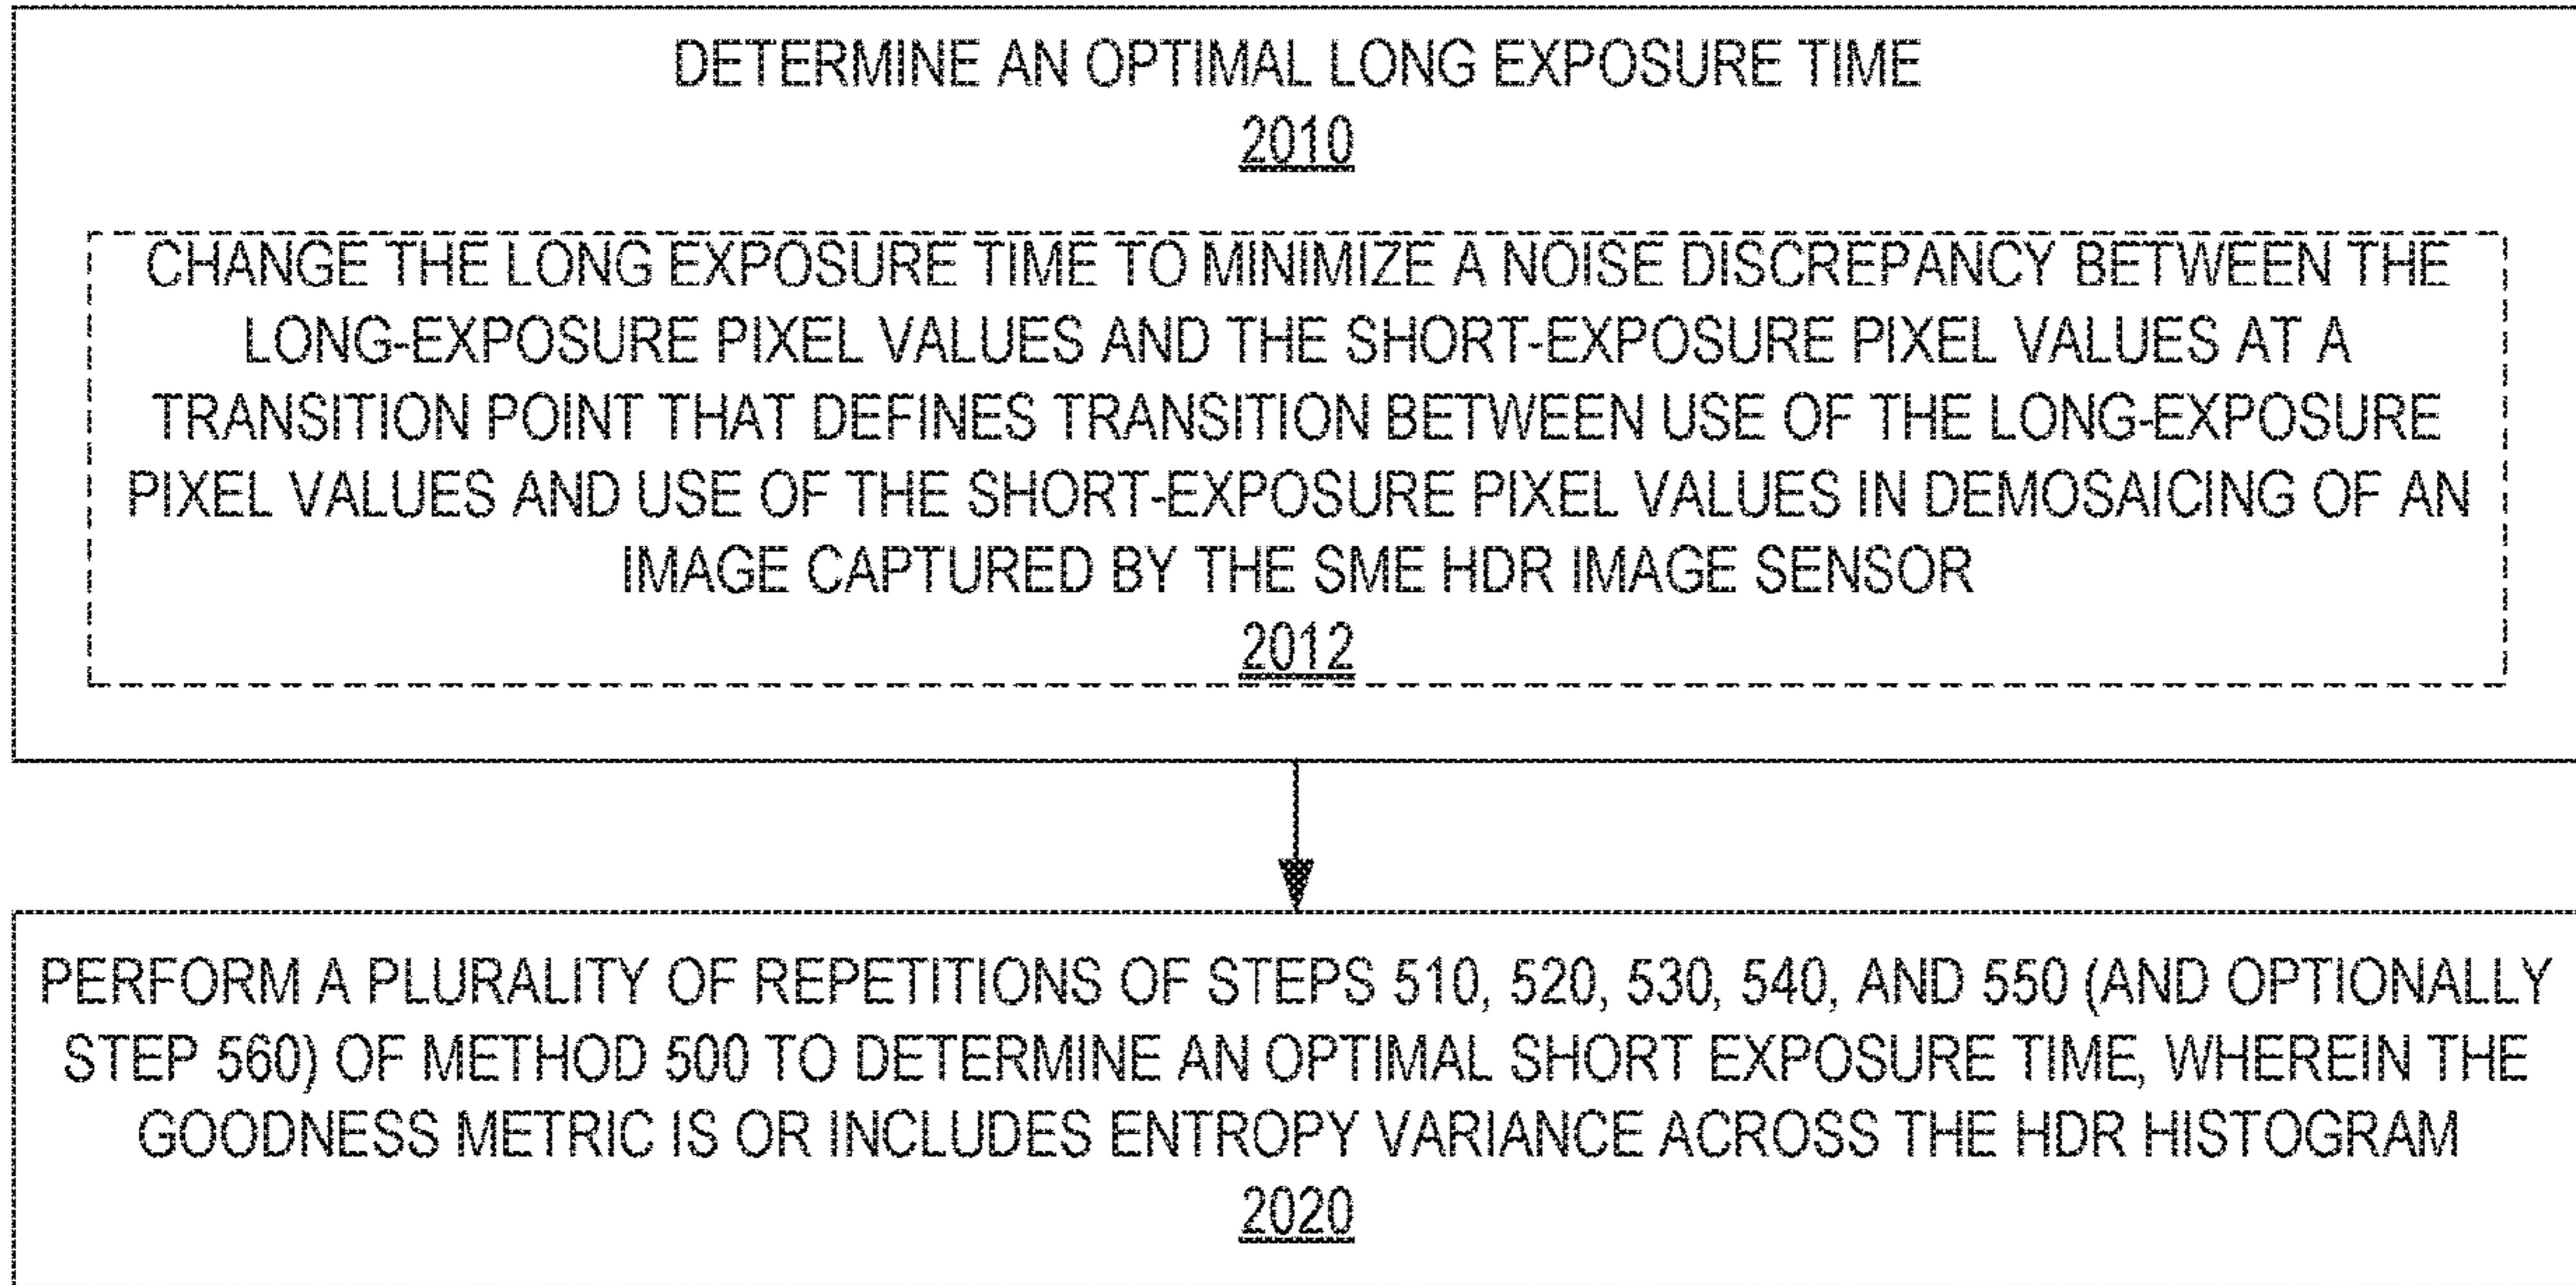 DETERMINE AN OPTIMAL LONG EXPOSURE TIME
2010
CHANGE THE LONG EXPOSURE TIME TO MINIMIZE A NOISE DISCREPANCY BETWEEN THE
LONG-EXPOSURE PIXEL VALUES AND THE SHORT-EXPOSURE PIXEL VALUES AT A
TRANSITION POINT THAT DEFINES TRANSITION BETWEEN USE OF THE LONG-EXPOSURE
PIXEL VALUES AND USE OF THE SHORT-EXPOSURE PIXEL VALUES IN DEMOSAICING OF AN
IMAGE CAPTURED BY THE SME HDR IMAGE SENSOR
2012
PERFORM A PLURALITY OF REPETITIONS OF STEPS 510, 520, 530, 540, AND 550 (AND OPTIONALLY
STEP 560) OF METHOD 500 TO DETERMINE AN OPTIMAL SHORT EXPOSURE TIME, WHEREIN THE
GOODNESS METRIC IS OR INCLUDES ENTROPY VARIANCE ACROSS THE HDR HISTOGRAM
2020